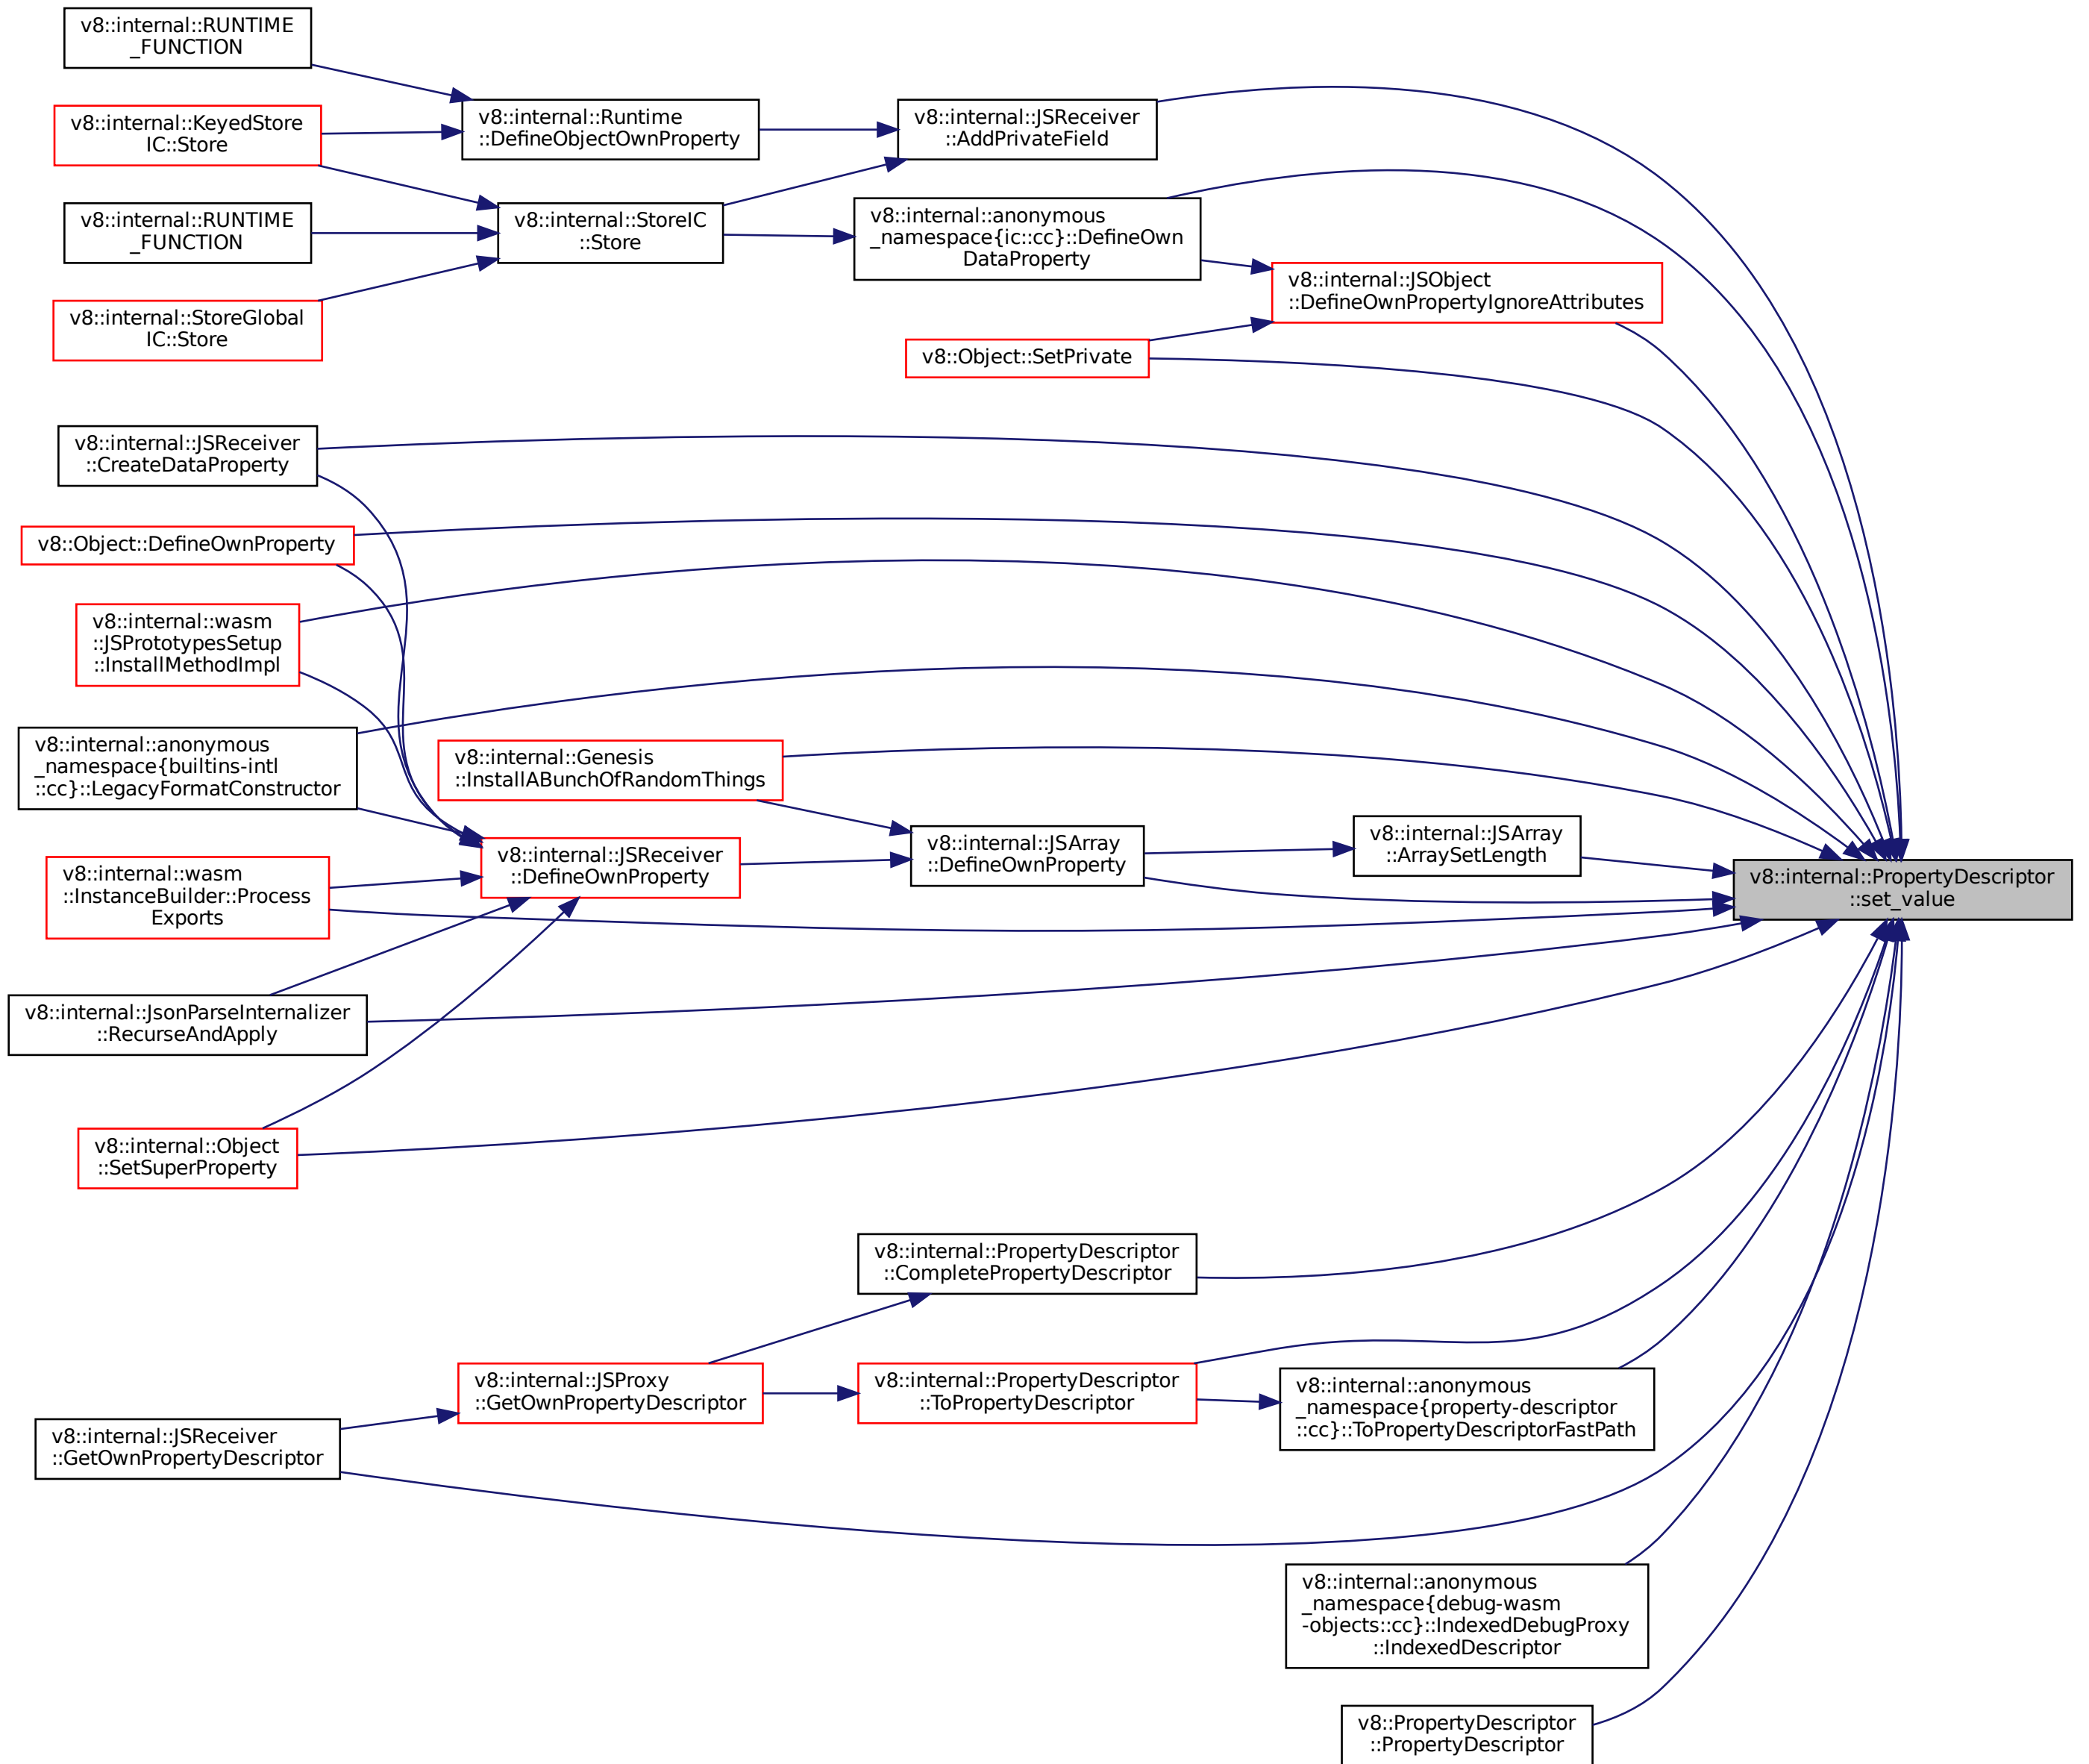 v8::internal::RUNTIME
_FUNCTION
v8::internal::KeyedStore
IC::Store
v8::internal::Runtime
::DefineObjectOwnProperty
v8::internal::JSReceiver
::AddPrivateField
v8::internal::RUNTIME
_FUNCTION
v8::internal::StoreIC
::Store
v8::internal::anonymous
_namespace{ic::cc}::DefineOwn
DataProperty
v8::internal::JSObject
::DefineOwnPropertyIgnoreAttributes
v8::internal::StoreGlobal
IC::Store
v8::Object::SetPrivate
v8::internal::JSReceiver
::CreateDataProperty
v8::Object::DefineOwnProperty
v8::internal::wasm
::JSPrototypesSetup
::InstallMethodImpl
v8::internal::anonymous
_namespace{builtins-intl
::cc}::LegacyFormatConstructor
v8::internal::Genesis
::InstallABunchOfRandomThings
v8::internal::JSReceiver
::DefineOwnProperty
v8::internal::JSArray
::DefineOwnProperty
v8::internal::JSArray
::ArraySetLength
v8::internal::PropertyDescriptor
::set_value
v8::internal::wasm
::InstanceBuilder::Process
Exports
v8::internal::JsonParseInternalizer
::RecurseAndApply
v8::internal::Object
::SetSuperProperty
v8::internal::PropertyDescriptor
::CompletePropertyDescriptor
v8::internal::JSProxy
::GetOwnPropertyDescriptor
v8::internal::PropertyDescriptor
::ToPropertyDescriptor
v8::internal::anonymous
_namespace{property-descriptor
::cc}::ToPropertyDescriptorFastPath
v8::internal::JSReceiver
::GetOwnPropertyDescriptor
v8::internal::anonymous
_namespace{debug-wasm
-objects::cc}::IndexedDebugProxy
::IndexedDescriptor
v8::PropertyDescriptor
::PropertyDescriptor